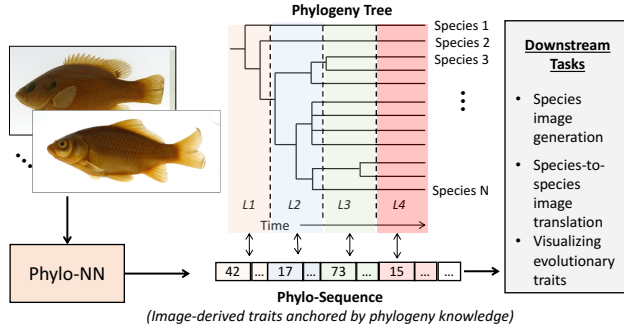 Phylogeny Tree
Species 1
Species 2
Species 3
Species N
L1 L2 L3 L4
Time
Phylo-NN
42 ... 17 ... 73 ... 15 ... ...
Phylo-Sequence
(Image-derived traits anchored by phylogeny knowledge)
Downstream
Tasks
• Species
image
generation
• Species-to-
species
image
translation
• Visualizing
evolutionary
traits